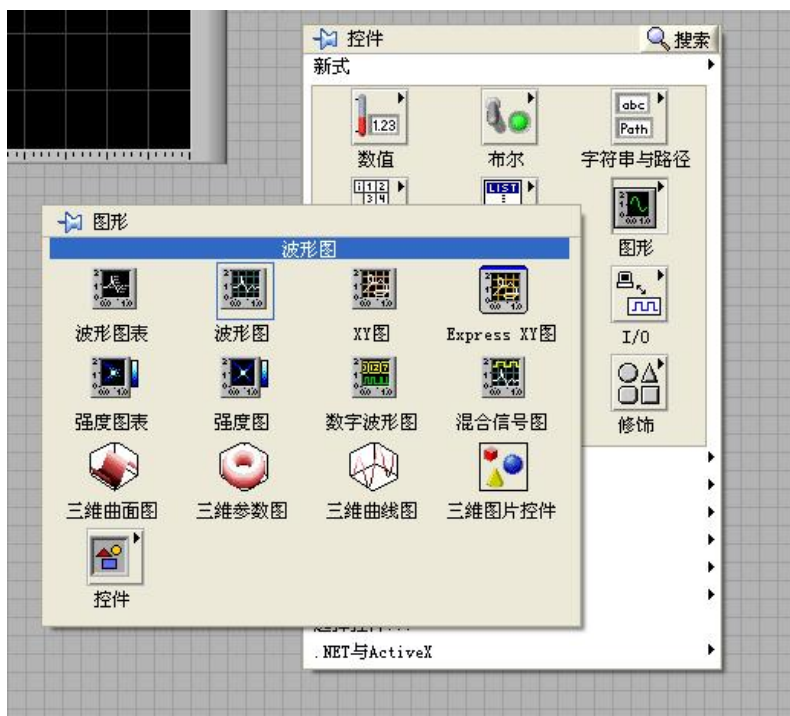 控件 搜索
新式
数值 布尔 字符串与路径
图形
波形图
图形
波形图表 波形图 XY图 Express XY图
I/O
强度图表 强度图 数字波形图 混合信号图
修饰
三维曲面图 三维参数图 三维曲线图 三维图片控件
控件
.NET与ActiveX